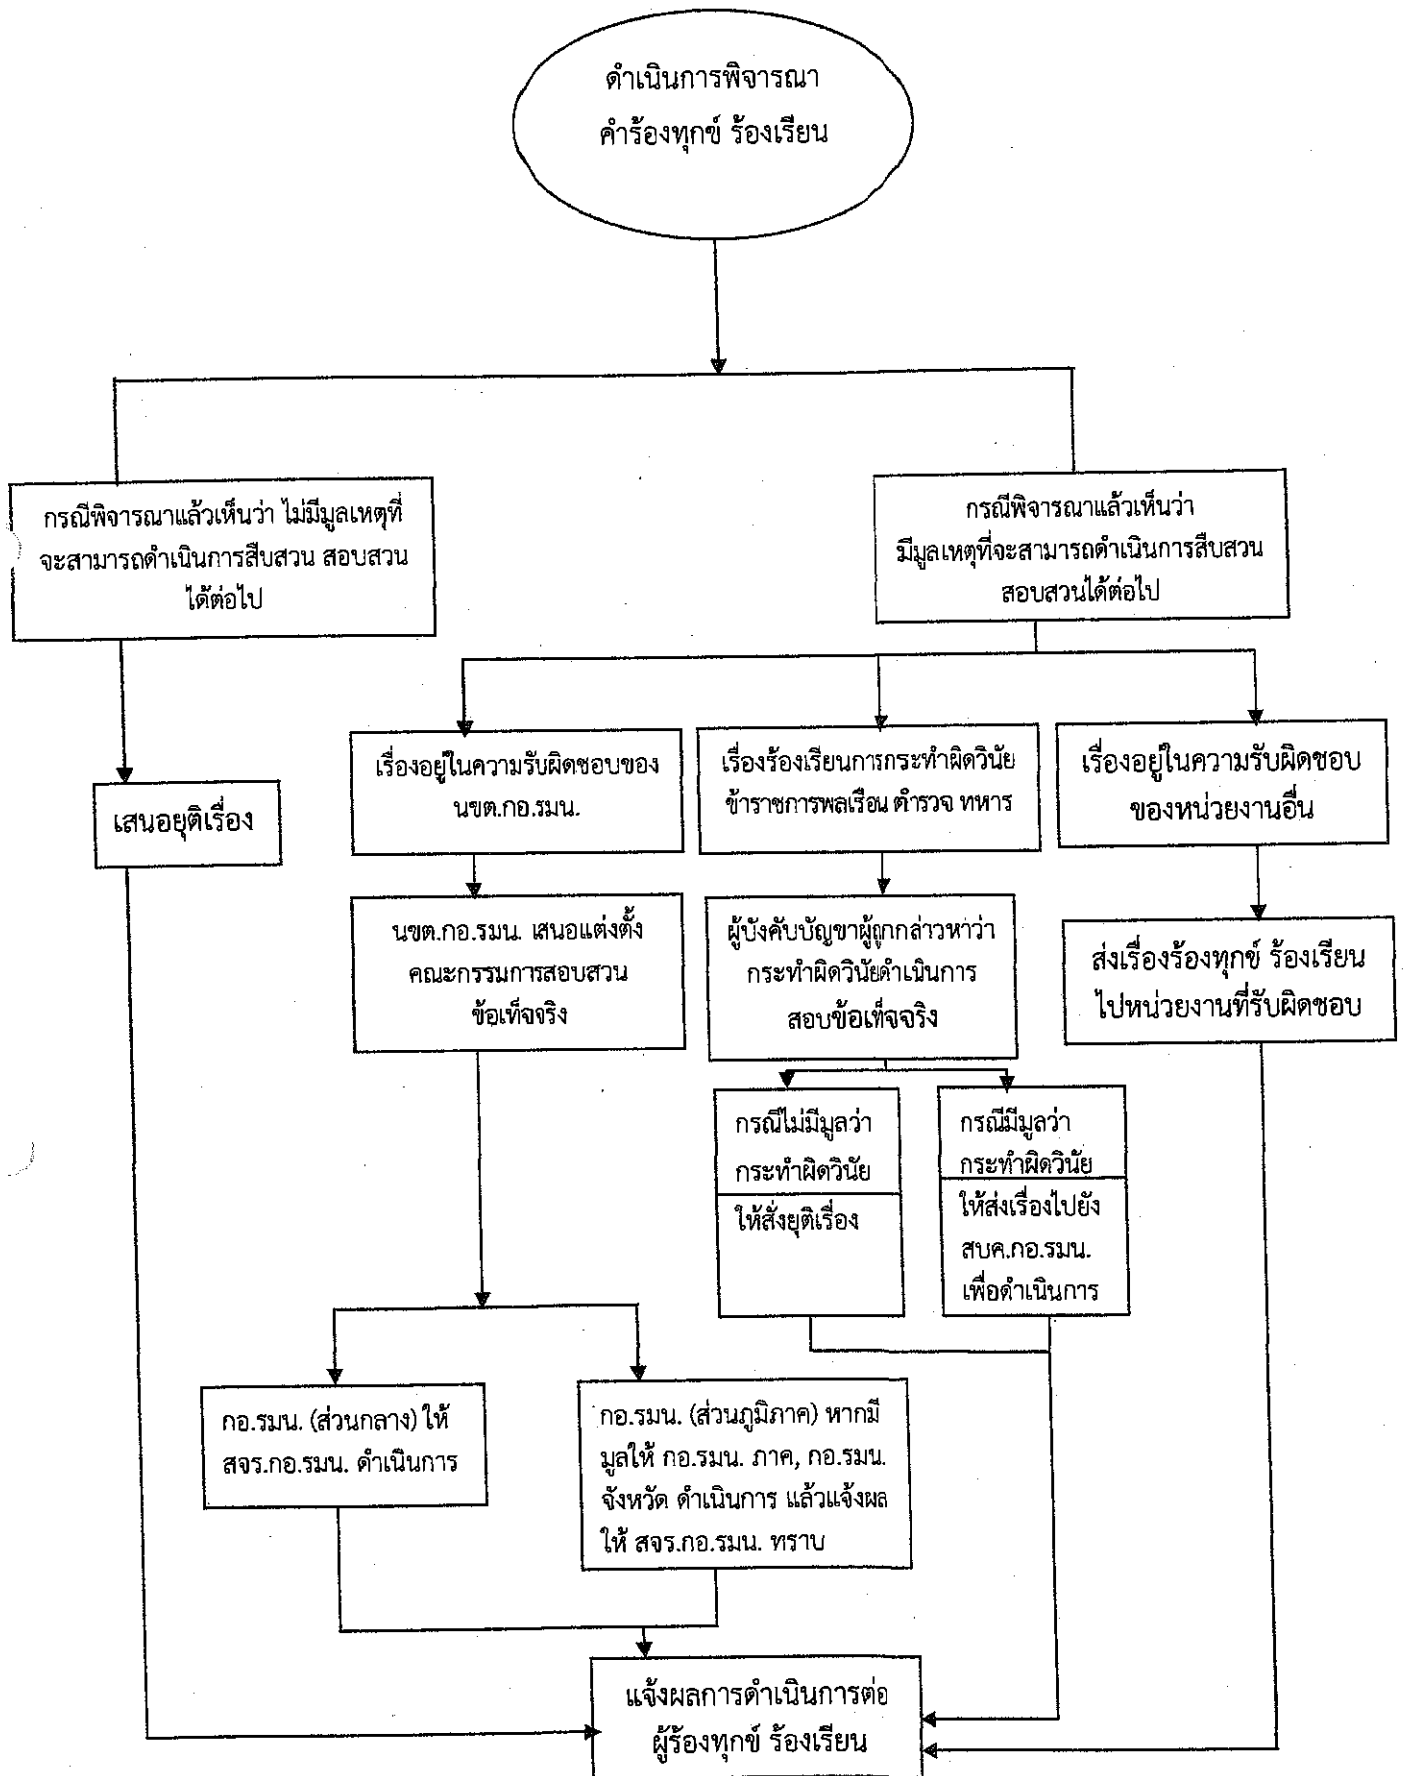 ดำเนินการพิจารณา
คำร้องทุกข์ ร้องเรียน
กรณีพิจารณาแล้วเห็นว่า ไม่มีมูลเหตุที่
จะสามารถดำเนินการสืบสวน สอบสวน
ได้ต่อไป
กรณีพิจารณาแล้วเห็นว่า
มีมูลเหตุที่จะสามารถดำเนินการสืบสวน
สอบสวนได้ต่อไป
เสนอยุติเรื่อง
เรื่องอยู่ในความรับผิดชอบของ
นขต.กอ.รมน.
เรื่องร้องเรียนการกระทำผิดวินัย
ข้าราชการพลเรือน ตำรวจ ทหาร
เรื่องอยู่ในความรับผิดชอบ
ของหน่วยงานอื่น
นขต.กอ.รมน. เสนอแต่งตั้ง
คณะกรรมการสอบสวน
ข้อเท็จจริง
ผู้บังคับบัญชาผู้ถูกกล่าวหาว่า
กระทำผิดวินัยดำเนินการ
สอบข้อเท็จจริง
ส่งเรื่องร้องทุกข์ ร้องเรียน
ไปหน่วยงานที่รับผิดชอบ
กรณีไม่มีมูลว่า
กระทำผิดวินัย
ให้สั่งยุติเรื่อง
กรณีมีมูลว่า
กระทำผิดวินัย
ให้ส่งเรื่องไปยัง
สบค.กอ.รมน.
เพื่อดำเนินการ
กอ.รมน. (ส่วนกลาง) ให้
สจร.กอ.รมน. ดำเนินการ
กอ.รมน. (ส่วนภูมิภาค) หากมี
มูลให้ กอ.รมน. ภาค, กอ.รมน.
จังหวัด ดำเนินการ แล้วแจ้งผล
ให้ สจร.กอ.รมน. ทราบ
แจ้งผลการดำเนินการต่อ
ผู้ร้องทุกข์ ร้องเรียน